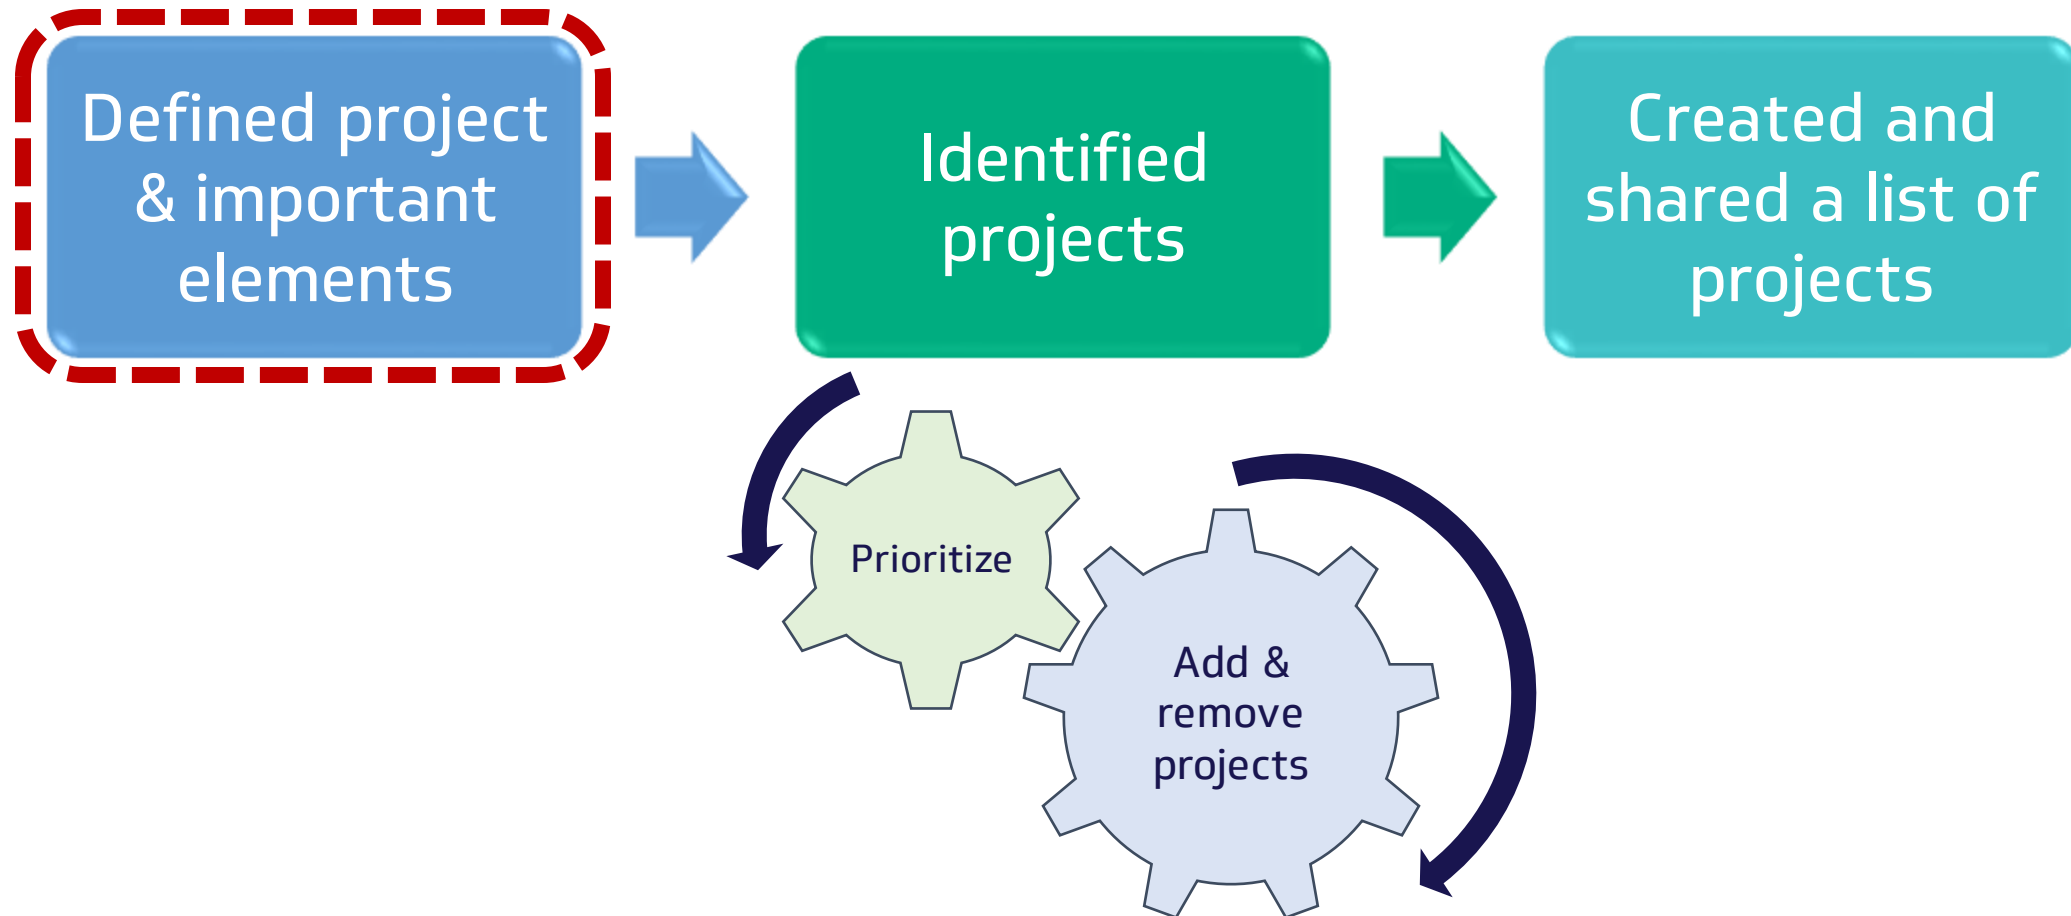 Defined project
& important
elements
Identified
projects
Created and
shared a list of
projects
Prioritize
Add &
remove
projects